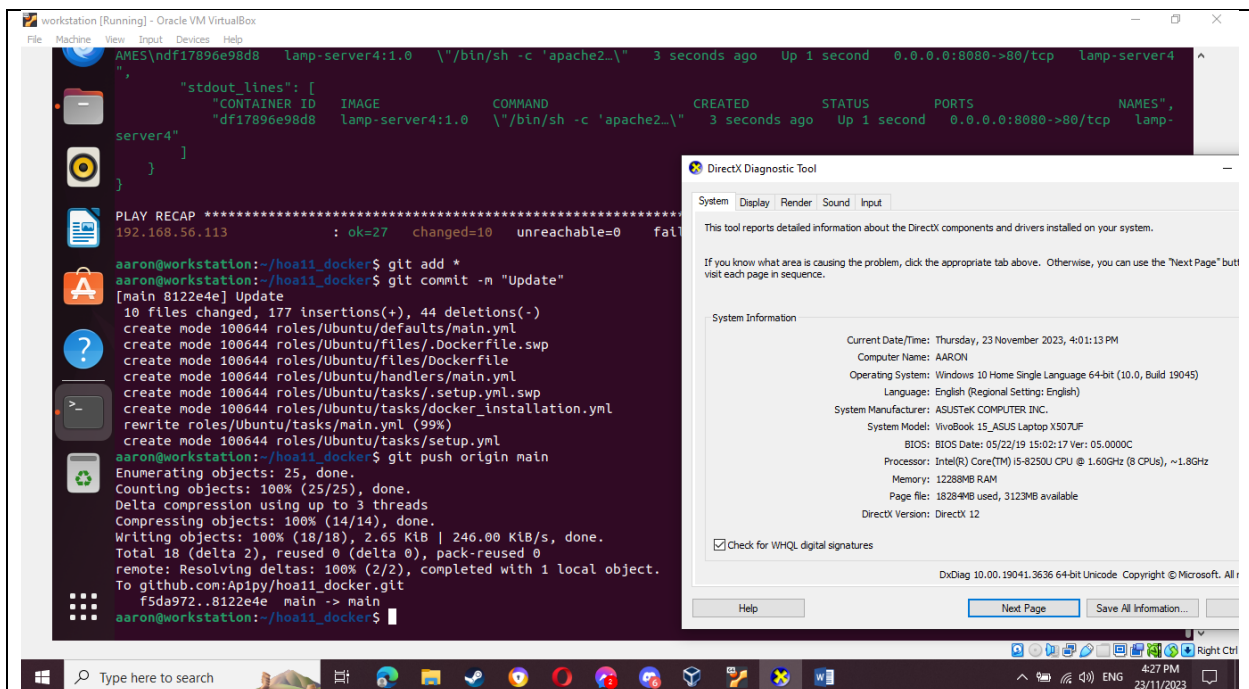 workstation [Running] - Oracle VM VirtualBox
File Machine View Input Devices Help
AMES\ndf17896e98d8 lamp-server4:1.0 \"/bin/sh -c 'apache2…\" 3 seconds ago Up 1 second 0.0.0.0:8080->80/tcp lamp-server4
",
"stdout_lines": [
"CONTAINER ID IMAGE COMMAND CREATED STATUS PORTS NAMES",
"df17896e98d8 lamp-server4:1.0 \"/bin/sh -c 'apache2…\" 3 seconds ago Up 1 second 0.0.0.0:8080->80/tcp lamp-
server4"
]
}
}
PLAY RECAP ************************************************************
192.168.56.113 : ok=27 changed=10 unreachable=0 fail
aaron@workstation:~/hoa11_docker$ git add *
aaron@workstation:~/hoa11_docker$ git commit -m "Update"
[main 8122e4e] Update
10 files changed, 177 insertions(+), 44 deletions(-)
create mode 100644 roles/Ubuntu/defaults/main.yml
create mode 100644 roles/Ubuntu/files/.Dockerfile.swp
create mode 100644 roles/Ubuntu/files/Dockerfile
create mode 100644 roles/Ubuntu/handlers/main.yml
create mode 100644 roles/Ubuntu/tasks/.setup.yml.swp
create mode 100644 roles/Ubuntu/tasks/docker_installation.yml
rewrite roles/Ubuntu/tasks/main.yml (99%)
create mode 100644 roles/Ubuntu/tasks/setup.yml
aaron@workstation:~/hoa11_docker$ git push origin main
Enumerating objects: 25, done.
Counting objects: 100% (25/25), done.
Delta compression using up to 3 threads
Compressing objects: 100% (14/14), done.
Writing objects: 100% (18/18), 2.65 KiB | 246.00 KiB/s, done.
Total 18 (delta 2), reused 0 (delta 0), pack-reused 0
remote: Resolving deltas: 100% (2/2), completed with 1 local object.
To github.com:Ap1py/hoa11_docker.git
f5da972..8122e4e main -> main
aaron@workstation:~/hoa11_docker$
DirectX Diagnostic Tool
System Display Render Sound Input
This tool reports detailed information about the DirectX components and drivers installed on your system.
If you know what area is causing the problem, click the appropriate tab above. Otherwise, you can use the "Next Page" butt
visit each page in sequence.
System Information
Current Date/Time: Thursday, 23 November 2023, 4:01:13 PM
Computer Name: AARON
Operating System: Windows 10 Home Single Language 64-bit (10.0, Build 19045)
Language: English (Regional Setting: English)
System Manufacturer: ASUSTeK COMPUTER INC.
System Model: VivoBook 15_ASUS Laptop X507UF
BIOS: BIOS Date: 05/22/19 15:02:17 Ver: 05.0000C
Processor: Intel(R) Core(TM) i5-8250U CPU @ 1.60GHz (8 CPUs), ~1.8GHz
Memory: 12288MB RAM
Page file: 18284MB used, 3123MB available
DirectX Version: DirectX 12
Check for WHQL digital signatures
DxDiag 10.00.19041.3636 64-bit Unicode Copyright © Microsoft. All r
Help Next Page Save All Information...
Right Ctrl
Type here to search
ENG
4:27 PM
23/11/2023